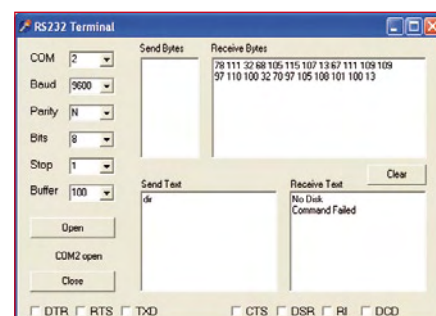 RS232 Terminal
COM 2
Baud 9600
Parity N
Bits 8
Stop 1
Buffer 100
Open
COM2 open
Close
Send Bytes
Receive Bytes
78 111 32 68 105 115 107 13 67 111 109 109
97 110 100 32 70 97 105 108 101 100 13
Clear
Send Text
dir
Receive Text
No Disk
Command Failed
DTR RTS TXD CTS DSR RI DCD